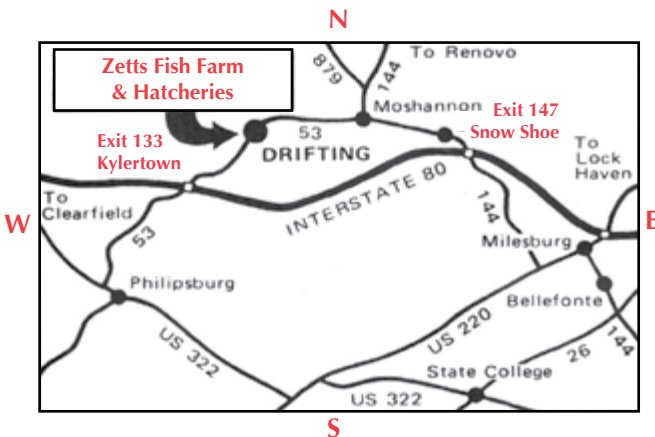 N
Zetts Fish Farm
& Hatcheries
879
144
To Renovo
Moshannon
Exit 147
Snow Shoe
53
DRIFTING
Exit 133
Kylertown
To
Lock
Haven
INTERSTATE 80
To
Clearfield
W
E
53
144
Milesburg
Philipsburg
Bellefonte
US 220
US 322
26
144
State College
US 322
S